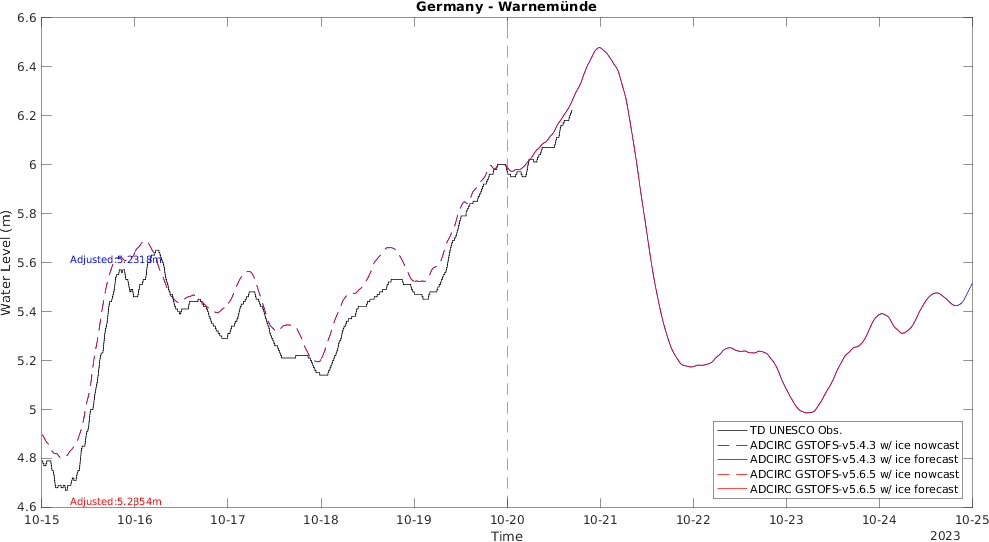 Germany - Warnemünde
Water Level (m)
6.6
6.4
6.2
6
5.8
5.6
5.4
5.2
5
4.8
4.6
Adjusted:5.2318m
Adjusted:5.2354m
TD UNESCO Obs.
ADCIRC GSTOFS-v5.4.3 w/ ice nowcast
ADCIRC GSTOFS-v5.4.3 w/ ice forecast
ADCIRC GSTOFS-v5.6.5 w/ ice nowcast
ADCIRC GSTOFS-v5.6.5 w/ ice forecast
10-15 10-16 10-17 10-18 10-19 10-20 10-21 10-22 10-23 10-24 10-25
Time
2023